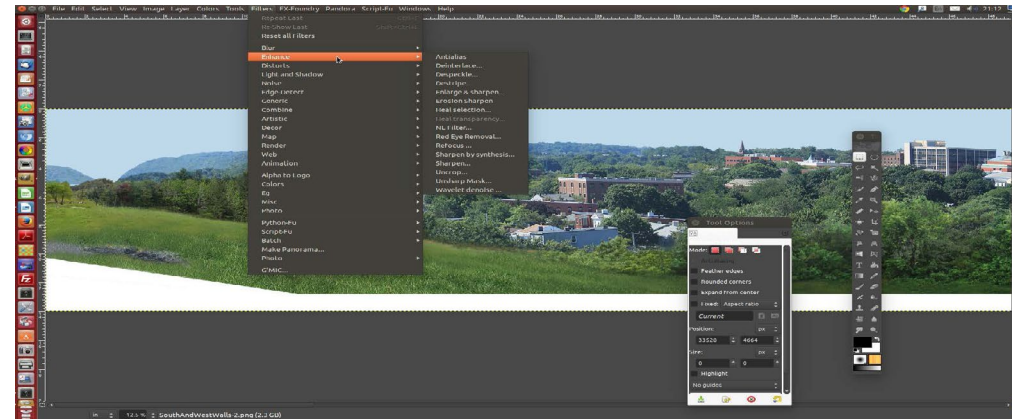 File Edit Select View Image Layer Colors Tools Filters FX-Foundry Pandora Script-Fu Windows Help
21:12
Repeat Last
Re-Show Last
Reset all Filters
Blur
Enhance
Distorts
Light and Shadow
Noise
Edge-Detect
Generic
Combine
Artistic
Decor
Map
Render
Web
Animation
Alpha to Logo
Colors
Eg
Misc
Photo
Python-Fu
Script-Fu
Batch
Make Panorama...
Photo
G'MIC...
Antialias
Deinterlace...
Despeckle...
Destripe...
Enlarge & sharpen...
Erosion Sharpen
Heal selection...
Heal transparency...
NL Filter...
Red Eye Removal...
Refocus ...
Sharpen by synthesis...
Sharpen...
Uncrop...
Unsharp Mask...
Wavelet denoise ...
Tool Options
Mode:
Antialiasing
Feather edges
Rounded corners
Expand from center
Fixed: Aspect ratio
Current
Position: px
33520 4664
Size: px
0 0
Highlight
No guides
in 12.5 % SouthAndWestWalls-2.png (2.3 GB)